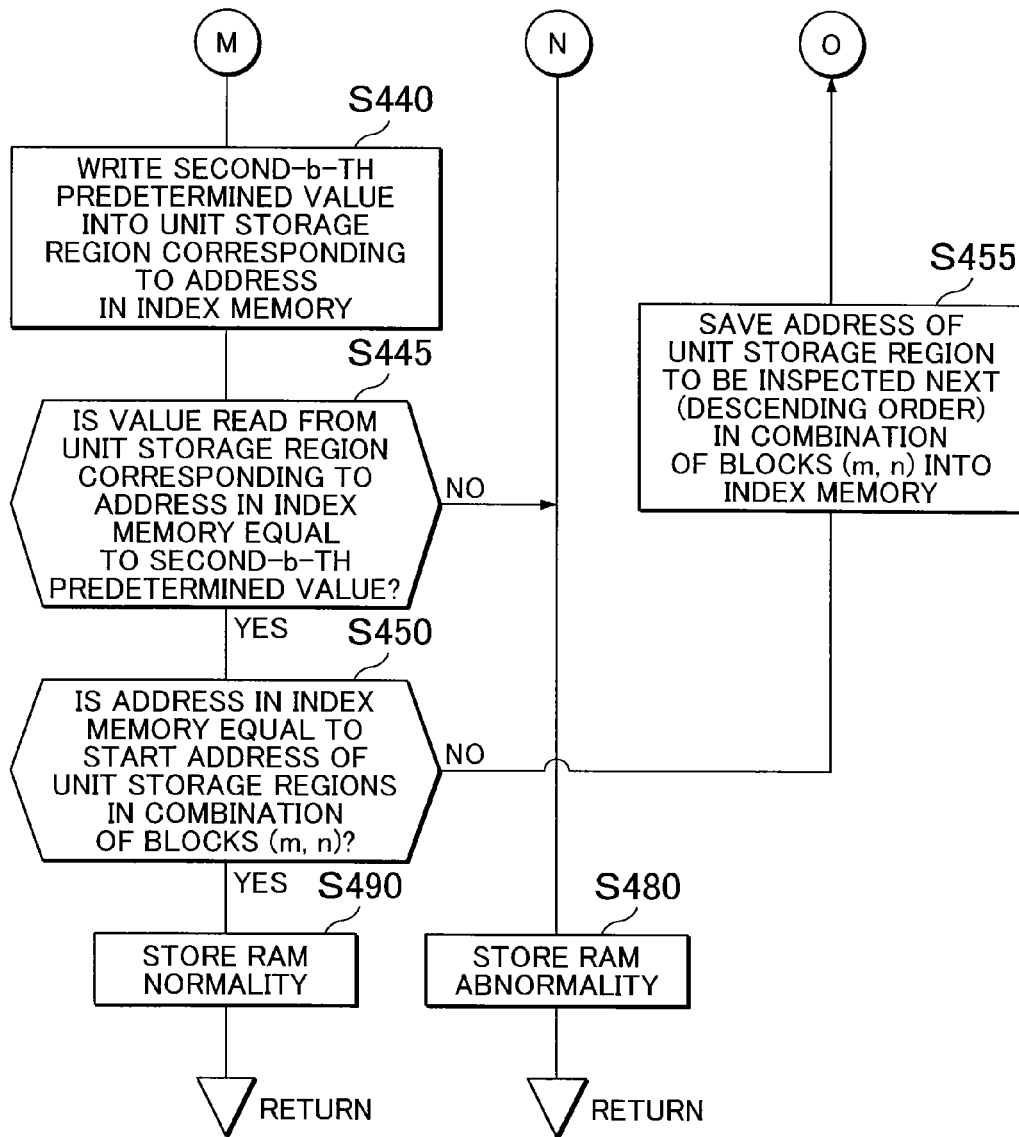 M
N
O
S440
WRITE SECOND-b-TH
PREDETERMINED VALUE
INTO UNIT STORAGE
REGION CORRESPONDING
TO ADDRESS
IN INDEX MEMORY
S455
SAVE ADDRESS OF
UNIT STORAGE REGION
TO BE INSPECTED NEXT
(DESCENDING ORDER)
IN COMBINATION
OF BLOCKS (m, n) INTO
INDEX MEMORY
S445
IS VALUE READ FROM
UNIT STORAGE REGION
CORRESPONDING TO
ADDRESS IN INDEX
MEMORY EQUAL
TO SECOND-b-TH
PREDETERMINED VALUE?
NO
YES
S450
IS ADDRESS IN INDEX
MEMORY EQUAL TO
START ADDRESS OF
UNIT STORAGE REGIONS
IN COMBINATION
OF BLOCKS (m, n)?
NO
YES
S490
STORE RAM
NORMALITY
S480
STORE RAM
ABNORMALITY
RETURN
RETURN